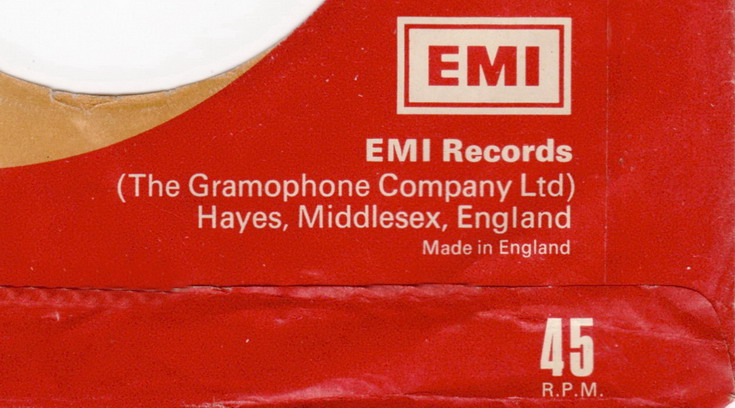 EMI
EMI Records
(The Gramophone Company Ltd)
Hayes, Middlesex, England
Made in England
45
R.P.M.